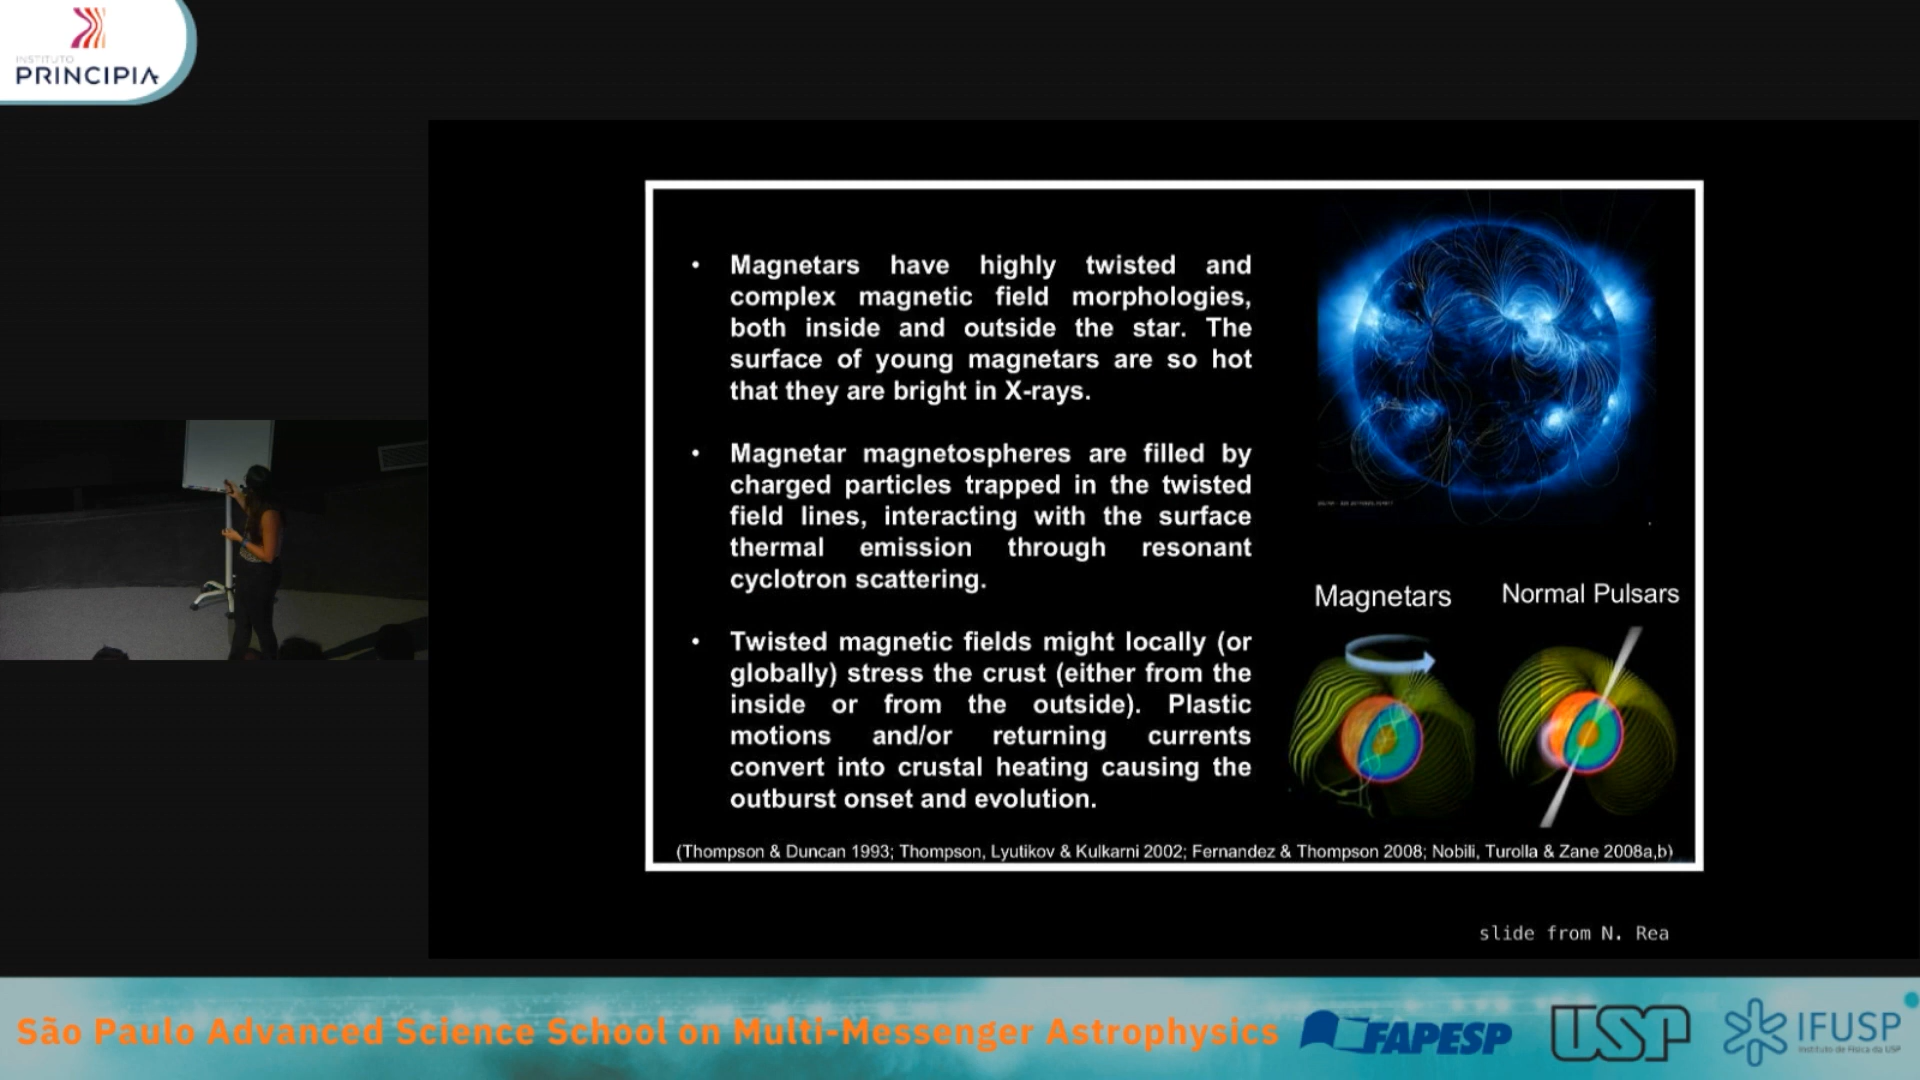 INSTITUTO
PRINCIPIA
• Magnetars have highly twisted and
complex magnetic field morphologies,
both inside and outside the star. The
surface of young magnetars are so hot
that they are bright in X-rays.
• Magnetar magnetospheres are filled by
charged particles trapped in the twisted
field lines, interacting with the surface
thermal emission through resonant
cyclotron scattering.
• Twisted magnetic fields might locally (or
globally) stress the crust (either from the
inside or from the outside). Plastic
motions and/or returning currents
convert into crustal heating causing the
outburst onset and evolution.
Magnetars
Normal Pulsars
(Thompson & Duncan 1993; Thompson, Lyutikov & Kulkarni 2002; Fernandez & Thompson 2008; Nobili, Turolla & Zane 2008a,b)
slide from N. Rea
São Paulo Advanced Science School on Multi-Messenger Astrophysics
FAPESP
USP
IFUSP
Instituto de Física da USP